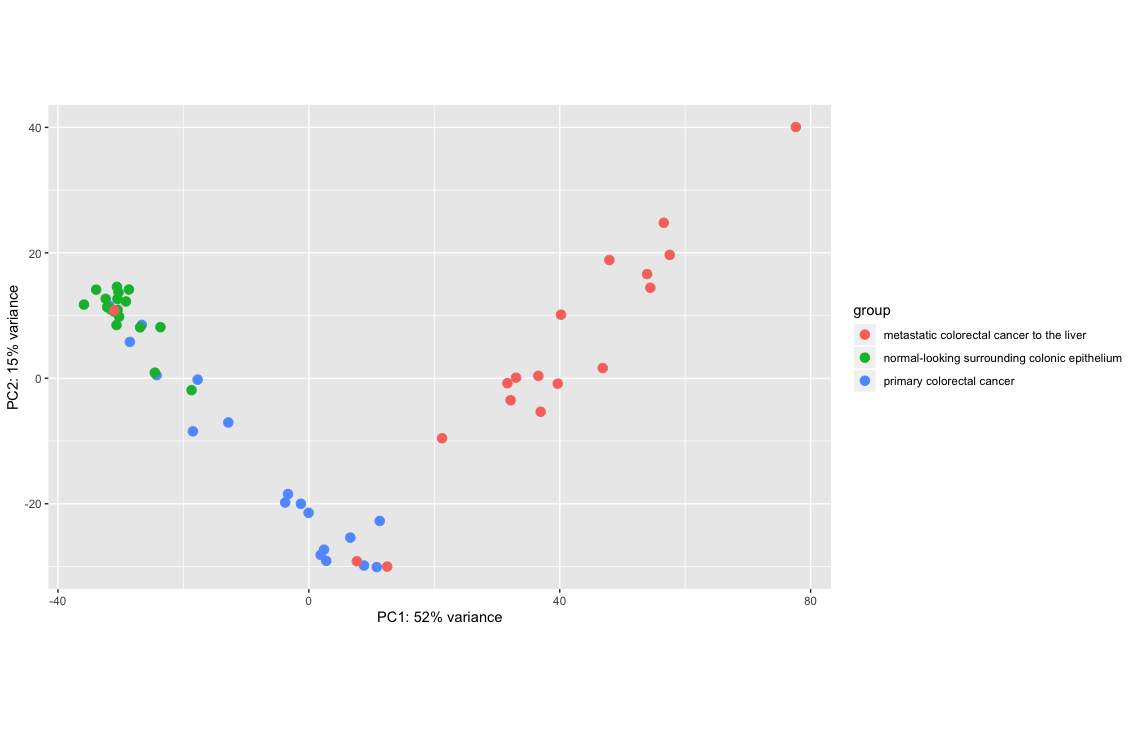 40
20
0
-20
-40
0
40
80
PC1: 52% variance
PC2: 15% variance
group
metastatic colorectal cancer to the liver
normal-looking surrounding colonic epithelium
primary colorectal cancer